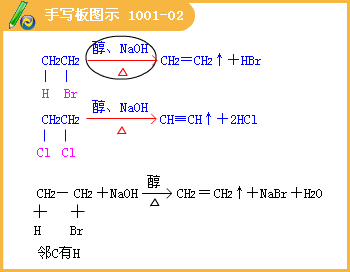 手写板图示 1001-02
醇、NaOH
CH2CH2 → CH2=CH2↑+HBr
H Br △
醇、NaOH
CH2CH2 → CH≡CH↑+2HCl
Cl Cl △
醇
CH2-CH2+NaOH → CH2=CH2↑+NaBr+H2O
△
H Br
邻C有H